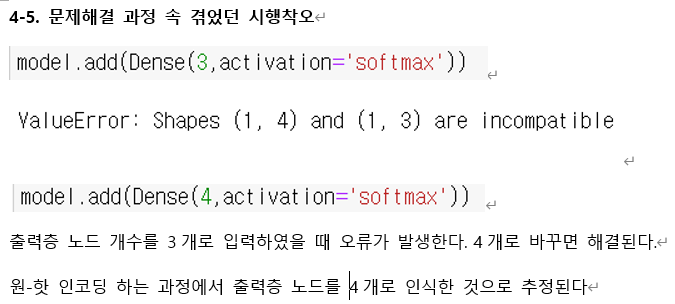 4-5. 문제해결 과정 속 겪었던 시행착오
model.add(Dense(3,activation='softmax'))
ValueError: Shapes (1, 4) and (1, 3) are incompatible
model.add(Dense(4,activation='softmax'))
출력층 노드 개수를 3개로 입력하였을 때 오류가 발생한다. 4개로 바꾸면 해결된다.
원-핫 인코딩 하는 과정에서 출력층 노드를 4개로 인식한 것으로 추정된다